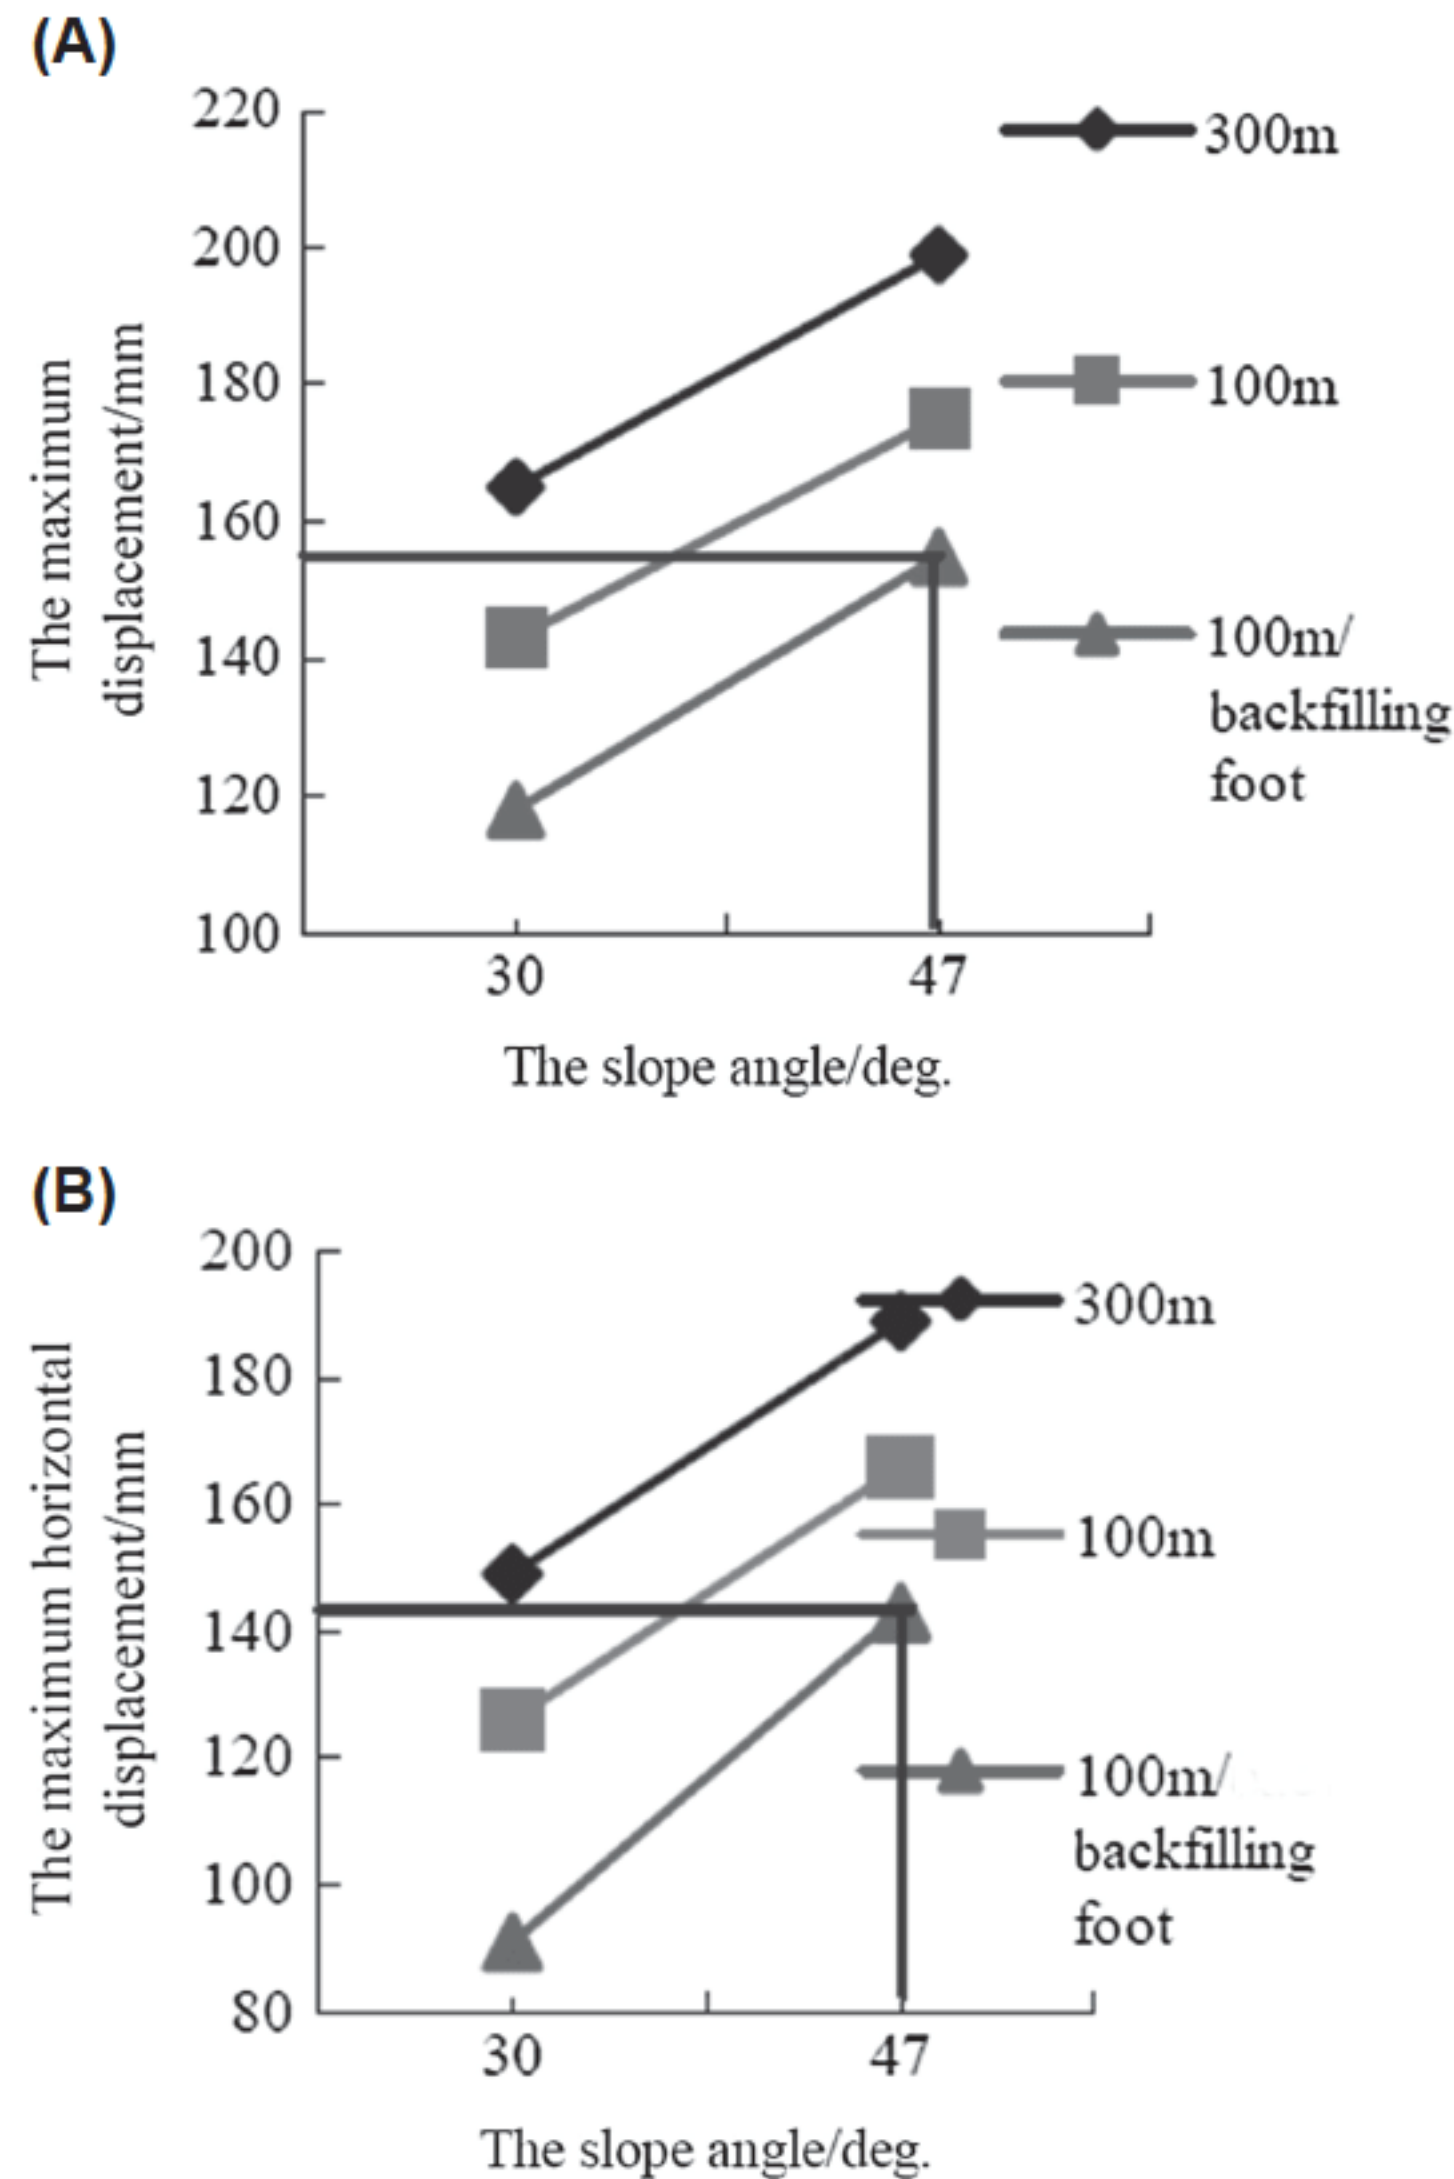 (A)
The maximum
displacement/mm
220
200
180
160
140
120
100
30
47
The slope angle/deg.
300m
100m
100m/
backfilling
foot
(B)
The maximum horizontal
displacement/mm
200
180
160
140
120
100
80
30
47
The slope angle/deg.
300m
100m
100m/
backfilling
foot